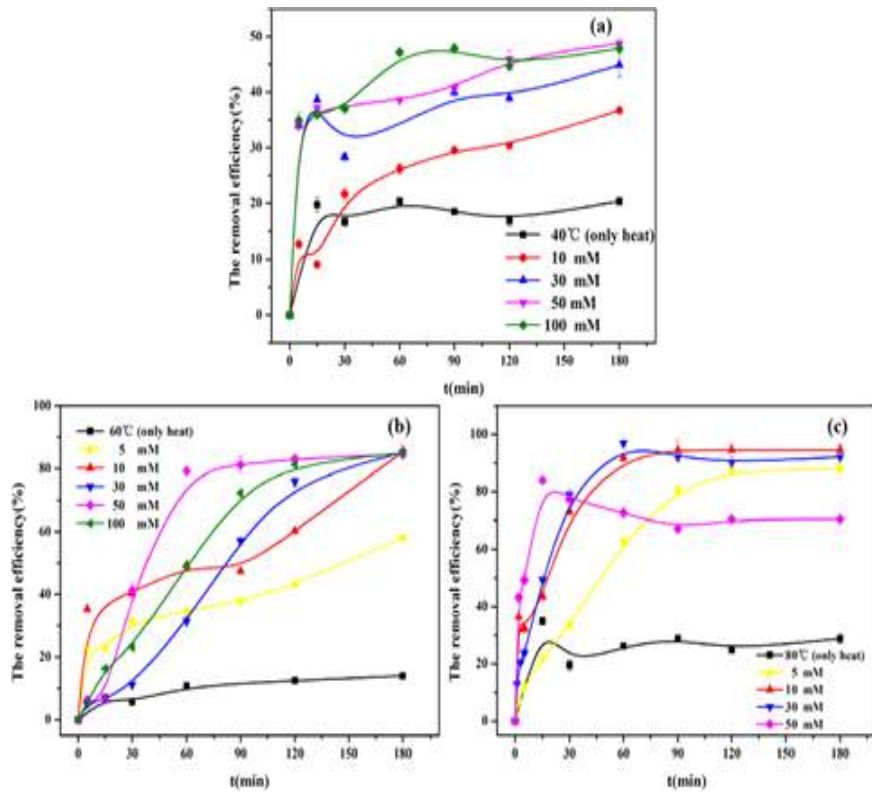 (a)
The removal efficiency(%)
50
40
30
20
10
0
40℃ (only heat)
10 mM
30 mM
50 mM
100 mM
0 30 60 90 120 150 180
t(min)
(b)
The removal efficiency(%)
100
80
60
40
20
0
60℃ (only heat)
5 mM
10 mM
30 mM
50 mM
100 mM
0 30 60 90 120 150 180
t(min)
(c)
The removal efficiency(%)
100
80
60
40
20
0
80℃ (only heat)
5 mM
10 mM
30 mM
50 mM
0 30 60 90 120 150 180
t(min)